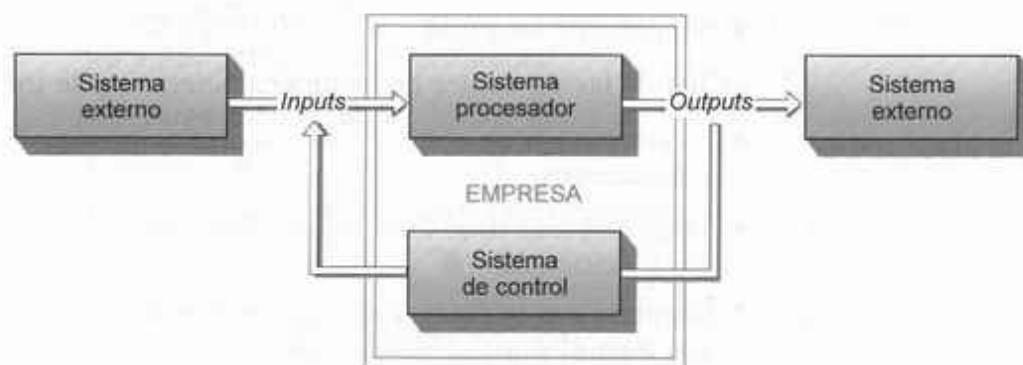 Sistema
externo
Inputs
Sistema
procesador
Outputs
Sistema
externo
EMPRESA
Sistema
de control